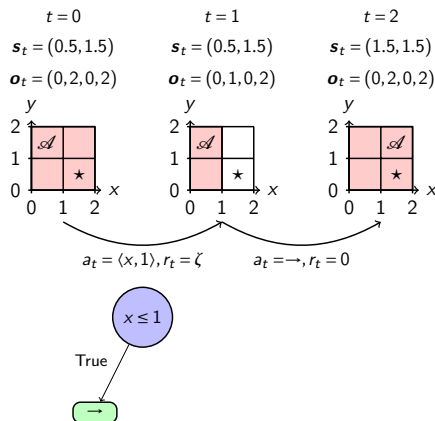 t = 0 t = 1 t = 2
s_t = (0.5, 1.5) s_t = (0.5, 1.5) s_t = (1.5, 1.5)
o_t = (0, 2, 0, 2) o_t = (0, 1, 0, 2) o_t = (0, 2, 0, 2)
y y y
2 𝒜 2 𝒜 2 𝒜
1 ★ 1 ★ 1 ★
0 x 0 x 0 x
0 1 2 0 1 2 0 1 2
a_t = ⟨x, 1⟩, r_t = ζ a_t = →, r_t = 0
x ≤ 1
True
→